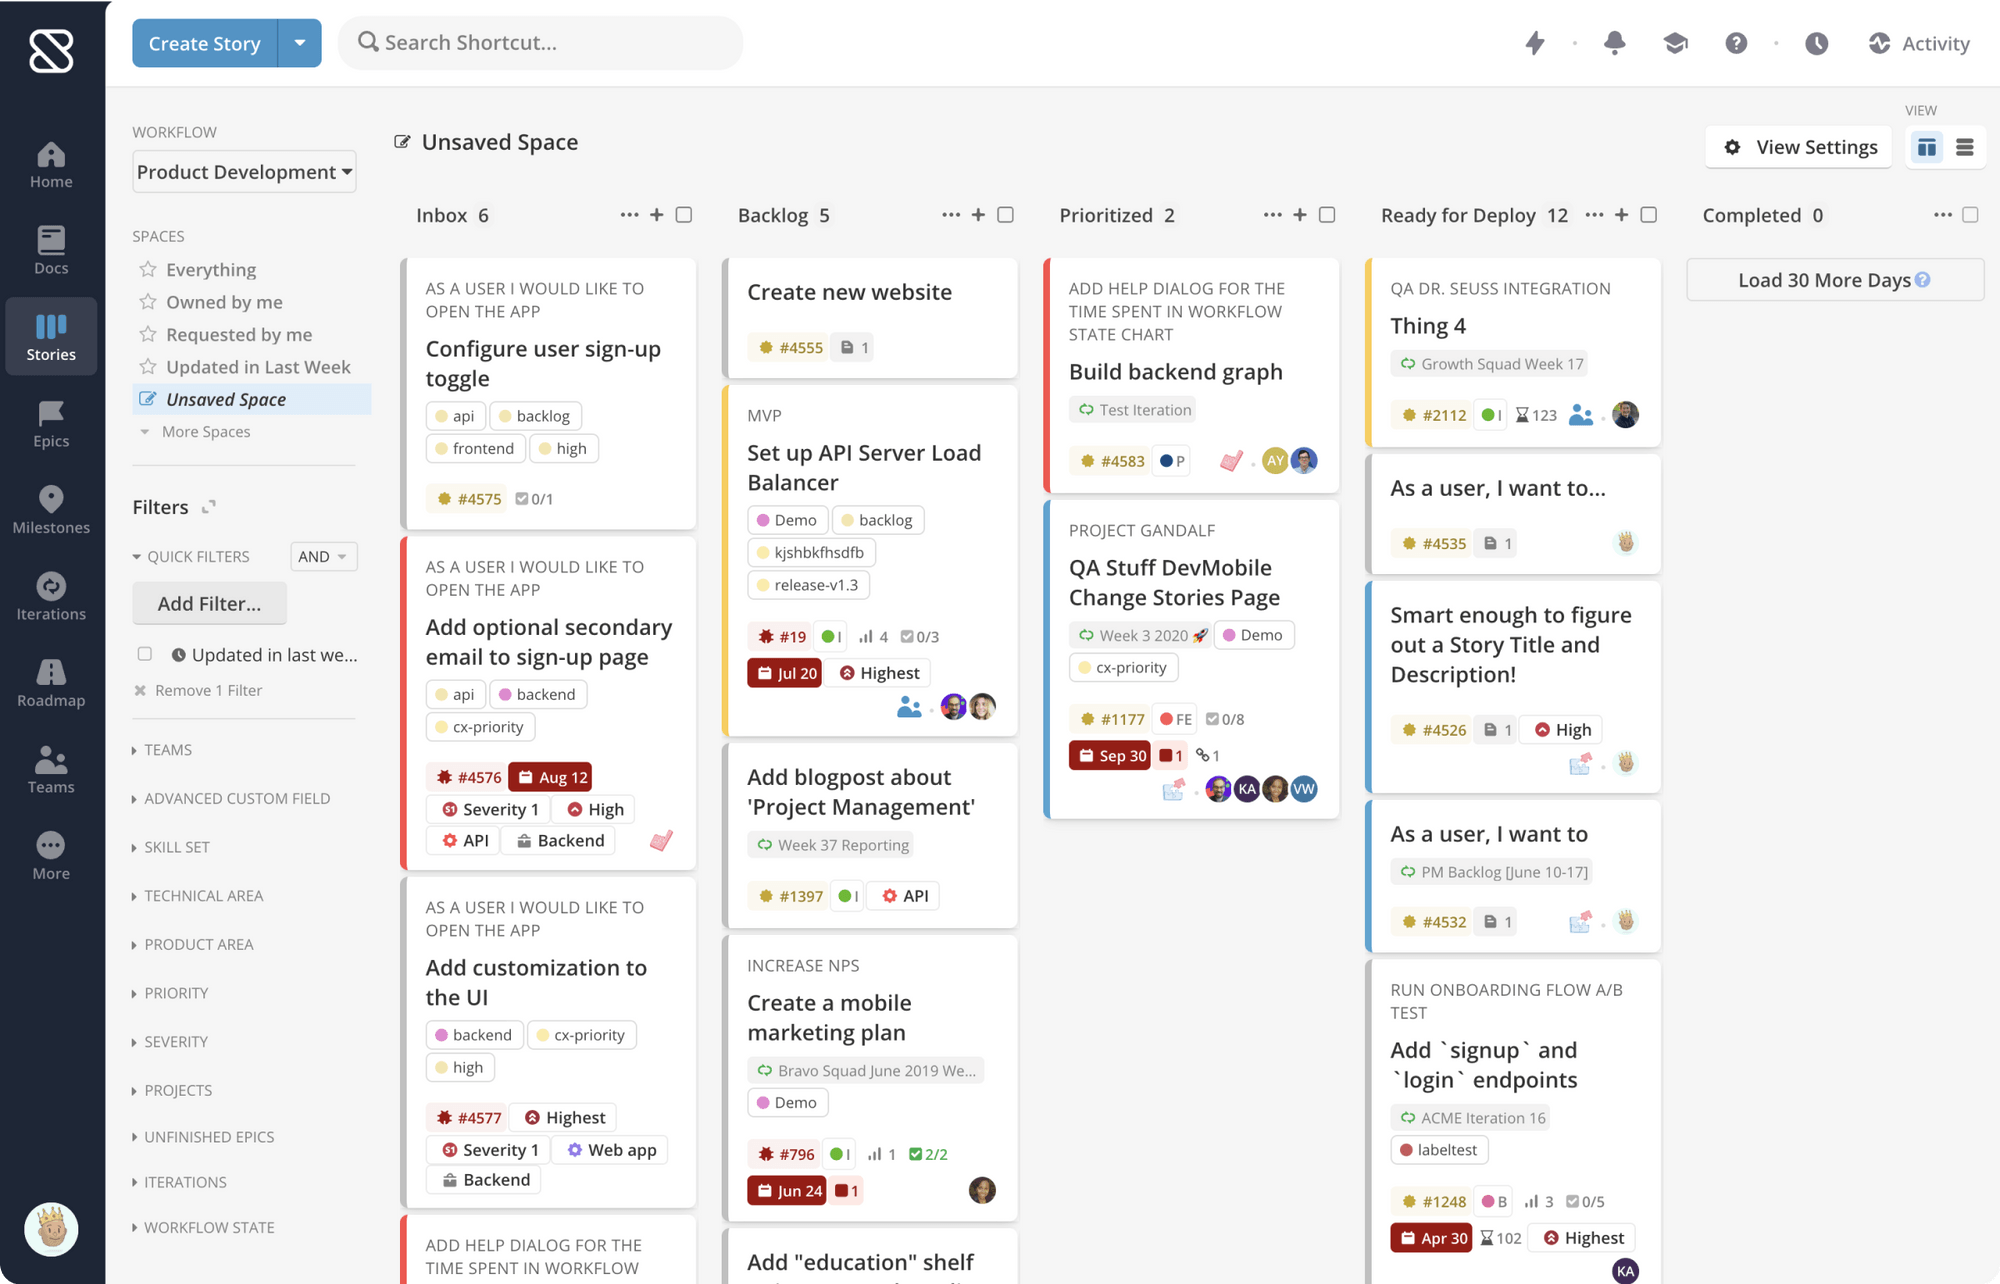 Create Story
Search Shortcut...
Activity
Home
Docs
Stories
Epics
Milestones
Iterations
Roadmap
Teams
More
WORKFLOW
Product Development
SPACES
Everything
Owned by me
Requested by me
Updated in Last Week
Unsaved Space
More Spaces
Filters
QUICK FILTERS AND
Add Filter...
Updated in last we...
Remove 1 Filter
TEAMS
ADVANCED CUSTOM FIELD
SKILL SET
TECHNICAL AREA
PRODUCT AREA
PRIORITY
SEVERITY
PROJECTS
UNFINISHED EPICS
ITERATIONS
WORKFLOW STATE
Unsaved Space
VIEW
View Settings
Inbox 6
AS A USER I WOULD LIKE TO
OPEN THE APP
Configure user sign-up
toggle
api backlog
frontend high
#4575 0/1
AS A USER I WOULD LIKE TO
OPEN THE APP
Add optional secondary
email to sign-up page
api backend
cx-priority
#4576 Aug 12
S1 Severity 1 High
API Backend
AS A USER I WOULD LIKE TO
OPEN THE APP
Add customization to
the UI
backend cx-priority
high
#4577 Highest
S1 Severity 1 Web app
Backend
ADD HELP DIALOG FOR THE
TIME SPENT IN WORKFLOW
Backlog 5
Create new website
#4555 1
MVP
Set up API Server Load
Balancer
Demo backlog
kjshbkfhsdfb
release-v1.3
#19 I 4 0/3
Jul 20 Highest
Add blogpost about
'Project Management'
Week 37 Reporting
#1397 I API
INCREASE NPS
Create a mobile
marketing plan
Bravo Squad June 2019 We...
Demo
#796 I 1 2/2
Jun 24 1
Add "education" shelf
Prioritized 2
ADD HELP DIALOG FOR THE
TIME SPENT IN WORKFLOW
STATE CHART
Build backend graph
Test Iteration
#4583 P AY
PROJECT GANDALF
QA Stuff DevMobile
Change Stories Page
Week 3 2020 🚀 Demo
cx-priority
#1177 FE 0/8
Sep 30 1 1
KA VW
Ready for Deploy 12
QA DR. SEUSS INTEGRATION
Thing 4
Growth Squad Week 17
#2112 I 123
As a user, I want to...
#4535 1
Smart enough to figure
out a Story Title and
Description!
#4526 1 High
As a user, I want to
PM Backlog [June 10-17]
#4532 1
RUN ONBOARDING FLOW A/B
TEST
Add `signup` and
`login` endpoints
ACME Iteration 16
labeltest
#1248 B 3 0/5
Apr 30 102 Highest
KA
Completed 0
Load 30 More Days ?